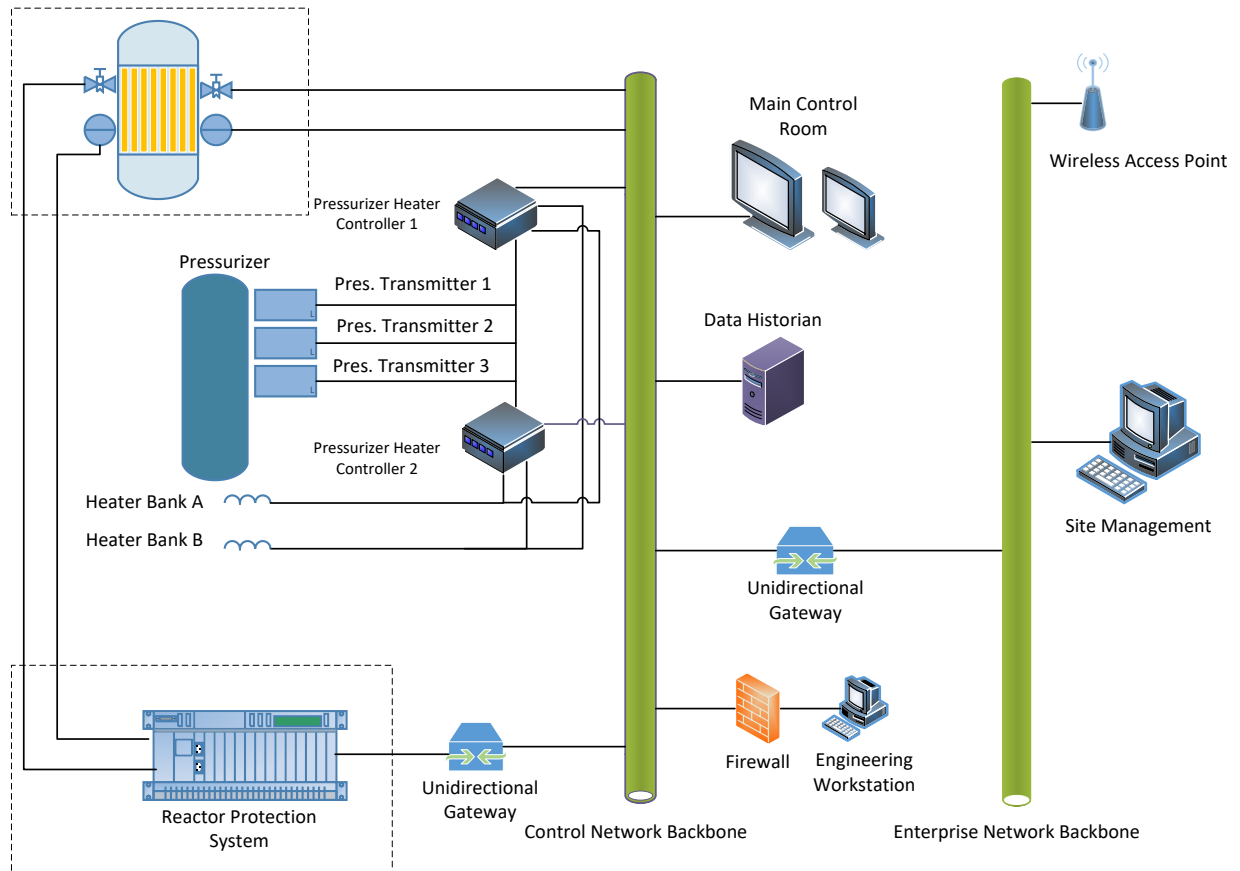 Main Control
Room
Wireless Access Point
Pressurizer Heater
Controller 1
Pressurizer
Pres. Transmitter 1
L
Pres. Transmitter 2
L
Pres. Transmitter 3
L
Data Historian
Pressurizer Heater
Controller 2
Heater Bank A
Heater Bank B
Site Management
Unidirectional
Gateway
Firewall
Engineering
Workstation
Unidirectional
Gateway
Reactor Protection
System
Control Network Backbone
Enterprise Network Backbone